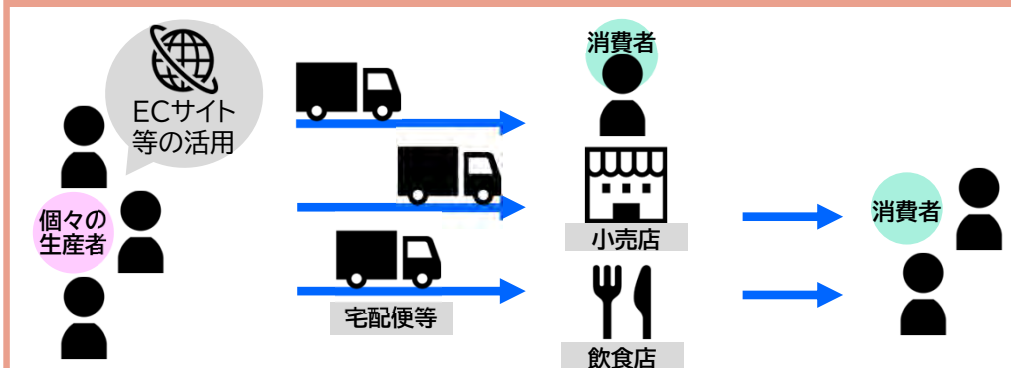 ECサイト
等の活用
個々の
生産者
宅配便等
消費者
小売店
飲食店
消費者